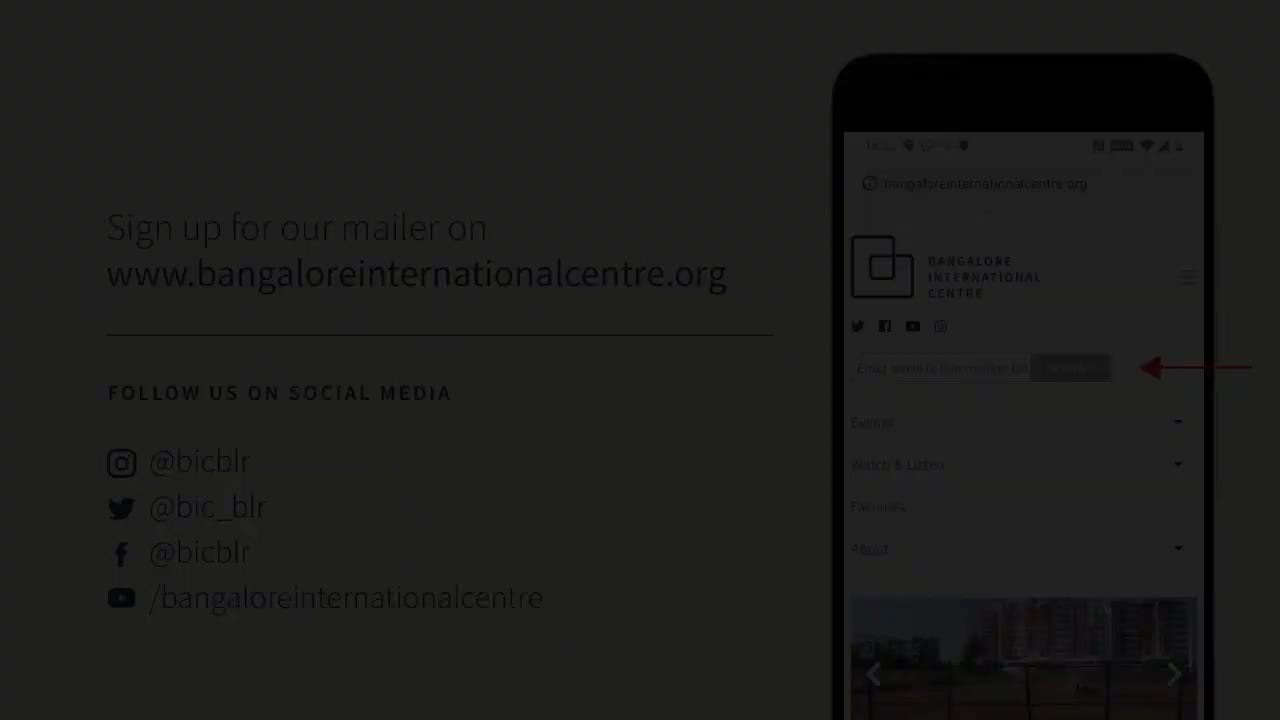 Sign up for our mailer on
www.bangaloreinternationalcentre.org
FOLLOW US ON SOCIAL MEDIA
@bicblr
@bic_blr
@bicblr
/bangaloreinternationalcentre
bangaloreinternationalcentre.org
BANGALORE
INTERNATIONAL
CENTRE
Events
Watch & Listen
Facilities
About